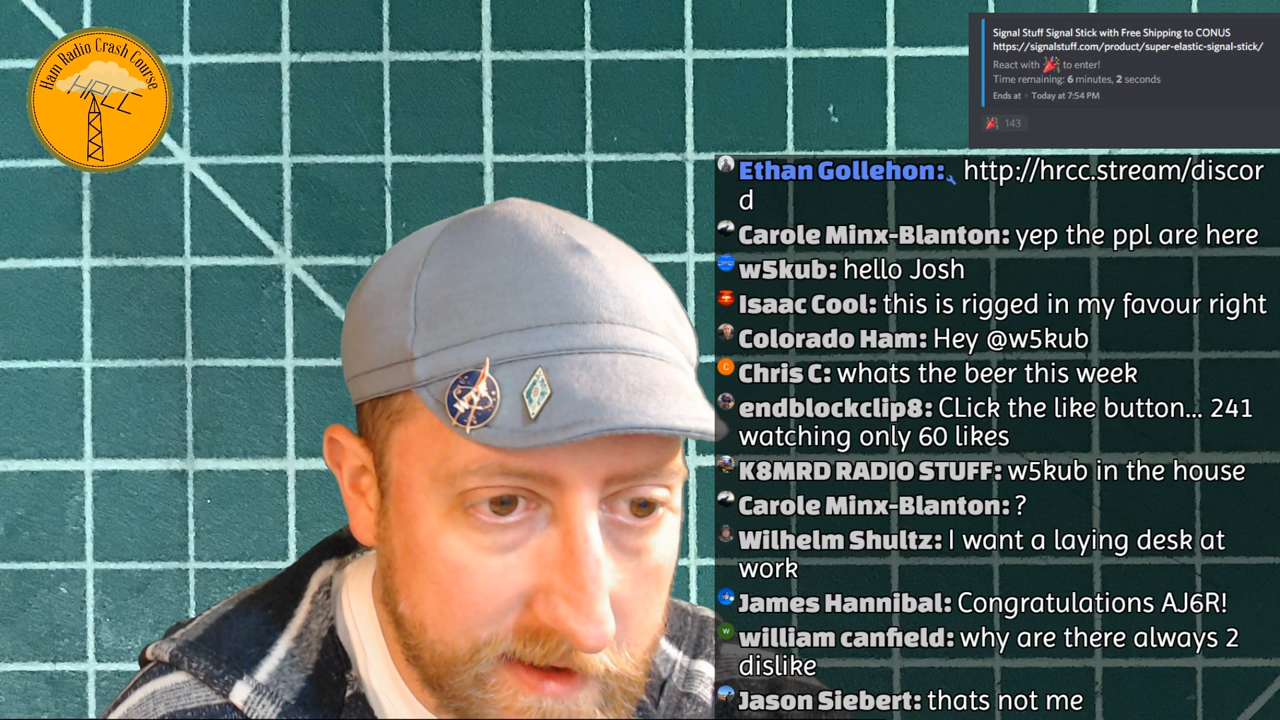 Ham Radio Crash Course
HRCC
Signal Stuff Signal Stick with Free Shipping to CONUS
https://signalstuff.com/product/super-elastic-signal-stick/
React with 🎉 to enter!
Time remaining: 6 minutes, 2 seconds
Ends at • Today at 7:54 PM
🎉 143
Ethan Gollehon: http://hrcc.stream/discor
d
Carole Minx-Blanton: yep the ppl are here
w5kub: hello Josh
Isaac Cool: this is rigged in my favour right
Colorado Ham: Hey @w5kub
C
Chris C: whats the beer this week
endblockclip8: CLick the like button... 241
watching only 60 likes
K8MRD RADIO STUFF: w5kub in the house
Carole Minx-Blanton: ?
Wilhelm Shultz: I want a laying desk at
work
James Hannibal: Congratulations AJ6R!
W
william canfield: why are there always 2
dislike
Jason Siebert: thats not me